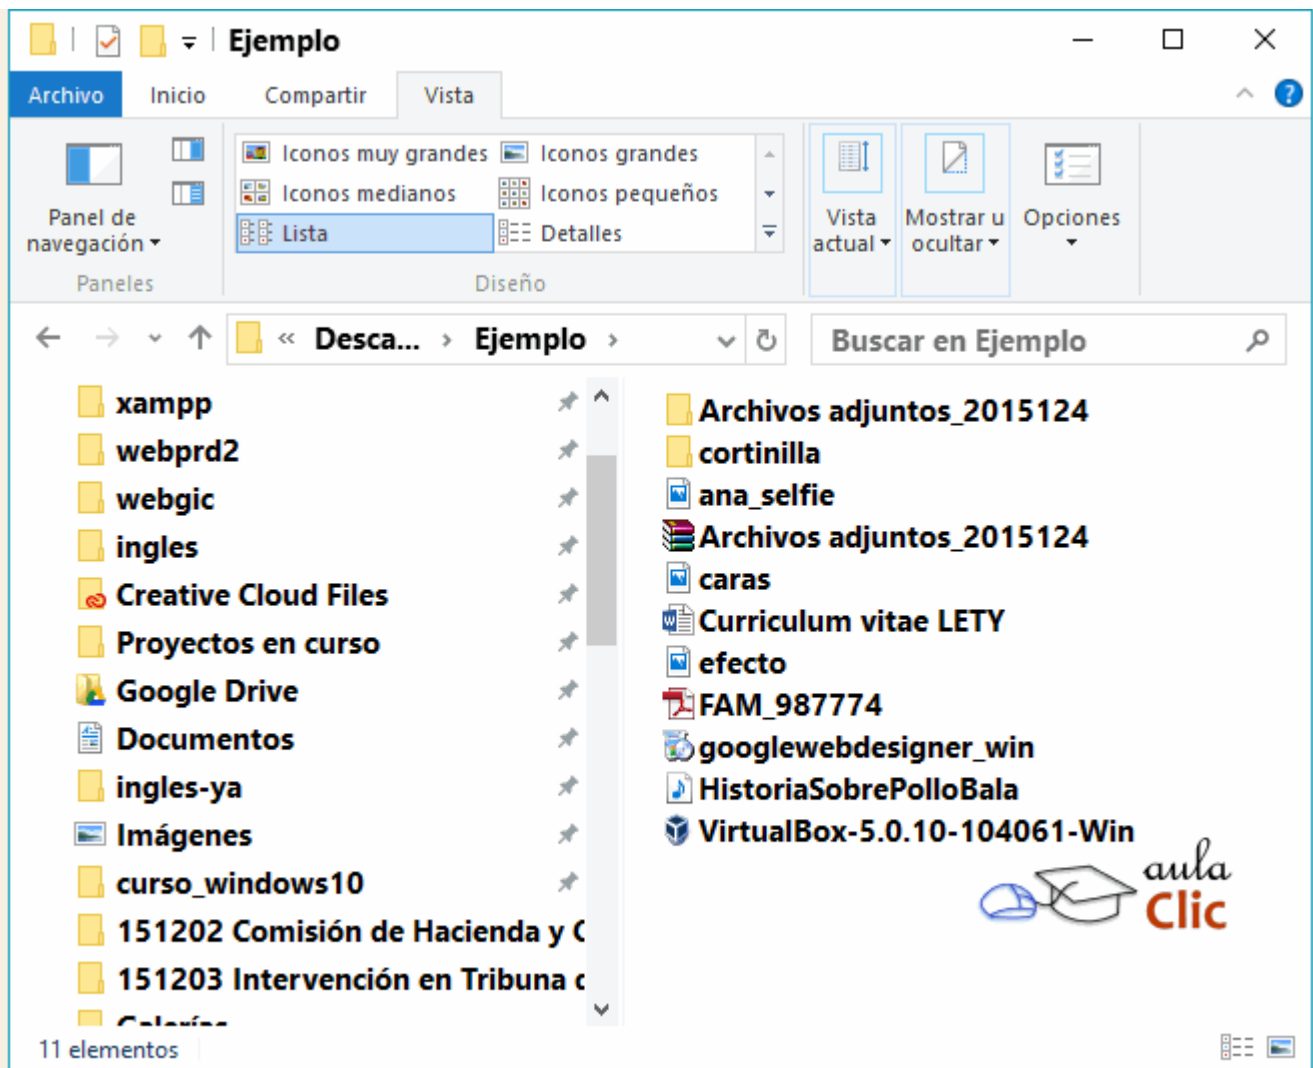 Ejemplo
Archivo Inicio Compartir Vista
Iconos muy grandes Iconos grandes
Iconos medianos Iconos pequeños
Lista Detalles
Panel de
navegación
Vista
actual
Mostrar u
ocultar
Opciones
Paneles
Diseño
« Desca... › Ejemplo ›
Buscar en Ejemplo
xampp
webprd2
webgic
ingles
Creative Cloud Files
Proyectos en curso
Google Drive
Documentos
ingles-ya
Imágenes
curso_windows10
151202 Comisión de Hacienda y
151203 Intervención en Tribuna
Galerías
Archivos adjuntos_2015124
cortinilla
ana_selfie
Archivos adjuntos_2015124
caras
Curriculum vitae LETY
efecto
FAM_987774
googlewebdesigner_win
HistoriaSobrePolloBala
VirtualBox-5.0.10-104061-Win
aula
Clic
11 elementos